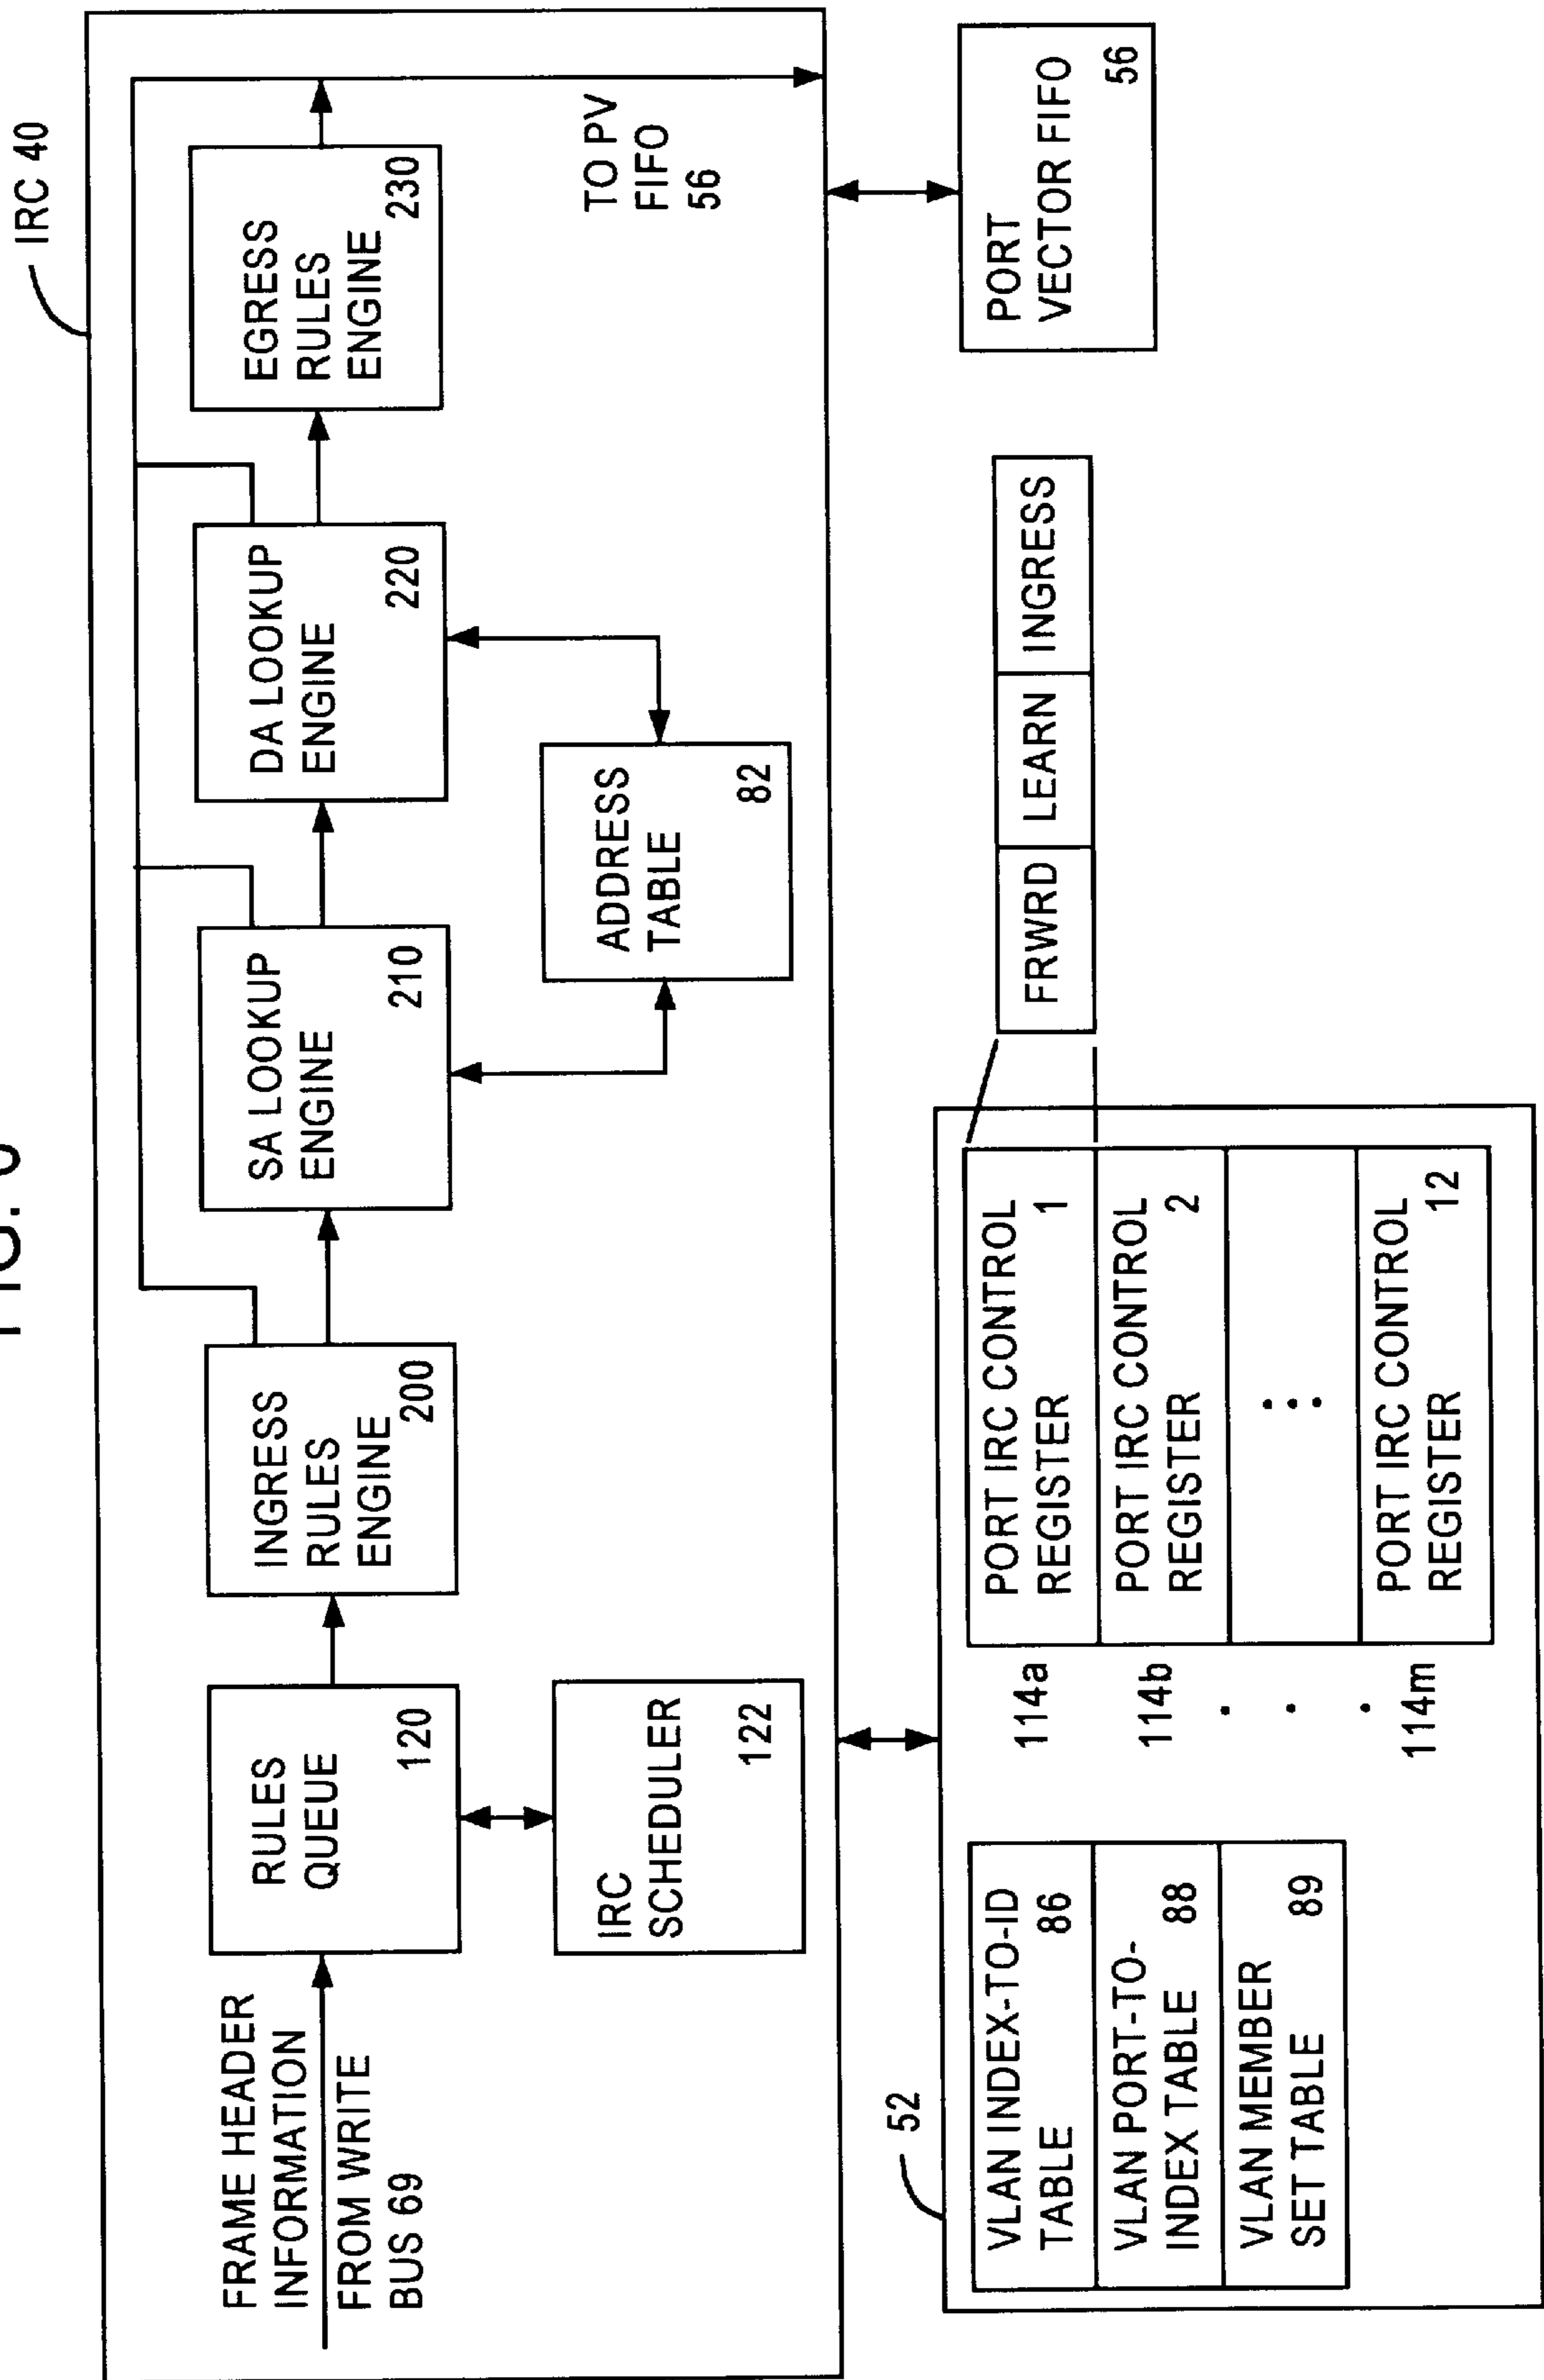 IRC 40
FRAME HEADER
INFORMATION
FROM WRITE
BUS 69
RULES
QUEUE
120
IRC
SCHEDULER
122
INGRESS
RULES
ENGINE
200
SA LOOKUP
ENGINE
210
ADDRESS
TABLE
82
DA LOOKUP
ENGINE
220
EGRESS
RULES
ENGINE
230
TO PV
FIFO
56
52
VLAN INDEX-TO-ID
TABLE 86
VLAN PORT-TO-
INDEX TABLE 88
VLAN MEMBER
SET TABLE 89
114a
114b
114m
PORT IRC CONTROL
REGISTER 1
PORT IRC CONTROL
REGISTER 2
PORT IRC CONTROL
REGISTER 12
FRWRD LEARN INGRESS
PORT
VECTOR FIFO
56